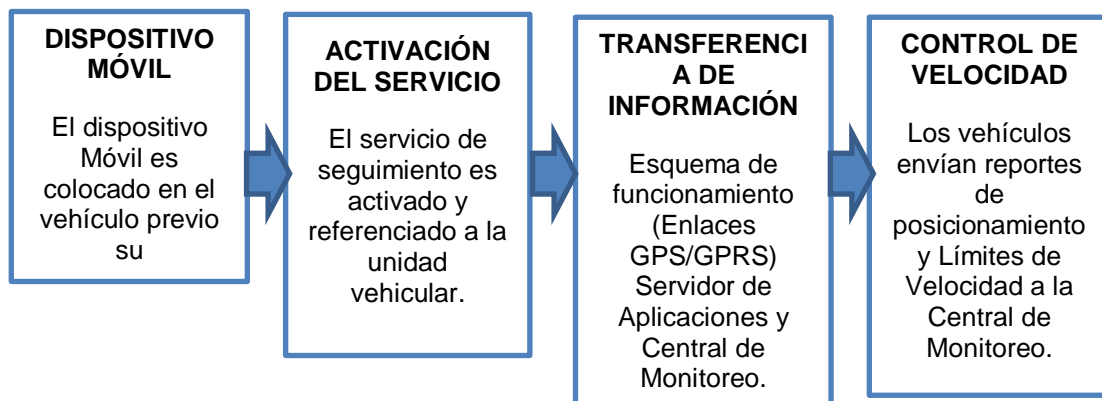 DISPOSITIVO
MÓVIL
El dispositivo
Móvil es
colocado en el
vehículo previo
su
ACTIVACIÓN
DEL SERVICIO
El servicio de
seguimiento es
activado y
referenciado a la
unidad
vehicular.
TRANSFERENCI
A DE
INFORMACIÓN
Esquema de
funcionamiento
(Enlaces
GPS/GPRS)
Servidor de
Aplicaciones y
Central de
Monitoreo.
CONTROL DE
VELOCIDAD
Los vehículos
envían reportes
de
posicionamiento
y Límites de
Velocidad a la
Central de
Monitoreo.